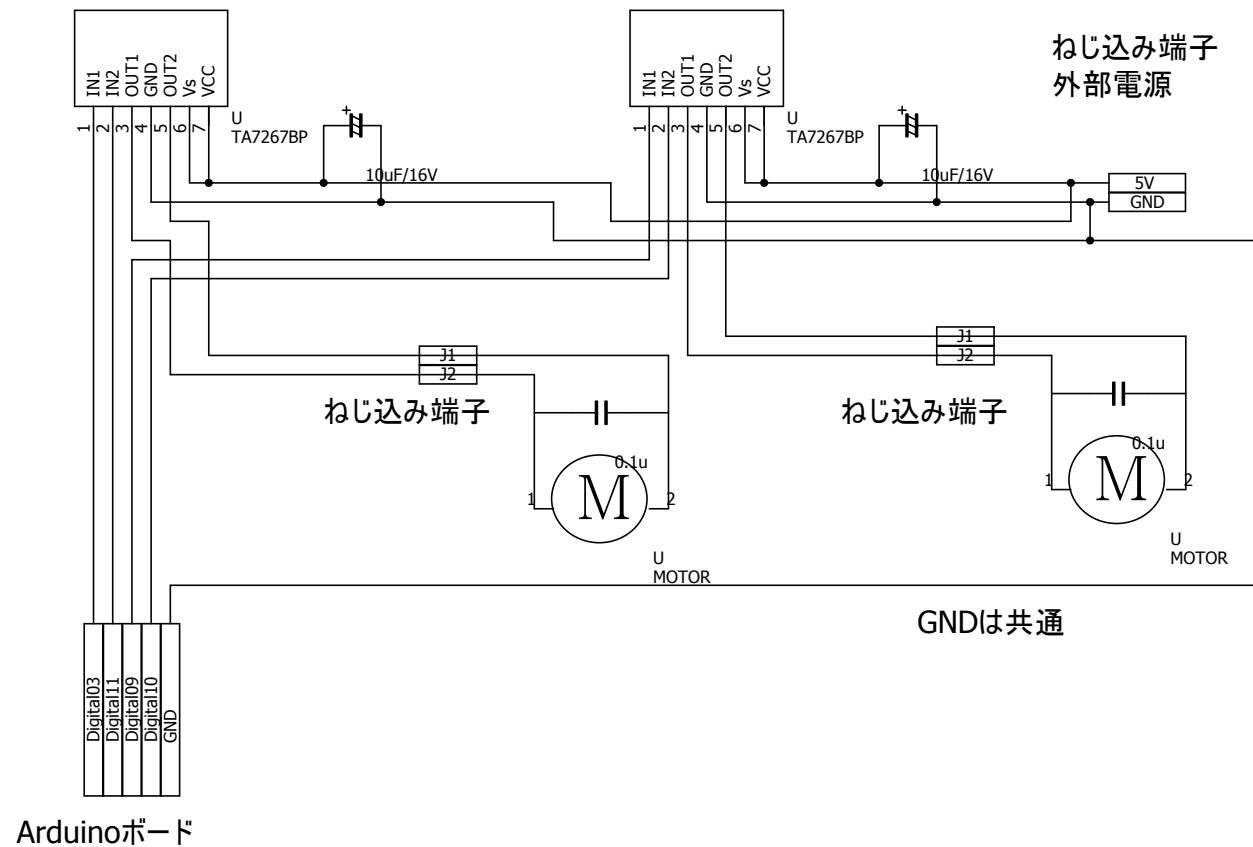 IN1
IN2
OUT1
GND
OUT2
Vs
VCC
1
2
3
4
5
6
7
U
TA7267BP
+
10uF/16V
IN1
IN2
OUT1
GND
OUT2
Vs
VCC
1
2
3
4
5
6
7
U
TA7267BP
+
10uF/16V
ねじ込み端子
外部電源
5V
GND
J1
J2
ねじ込み端子
0.1u
M
1
2
U
MOTOR
J1
J2
ねじ込み端子
0.1u
M
1
2
U
MOTOR
GNDは共通
Digital03
Digital11
Digital09
Digital10
GND
Arduinoボード